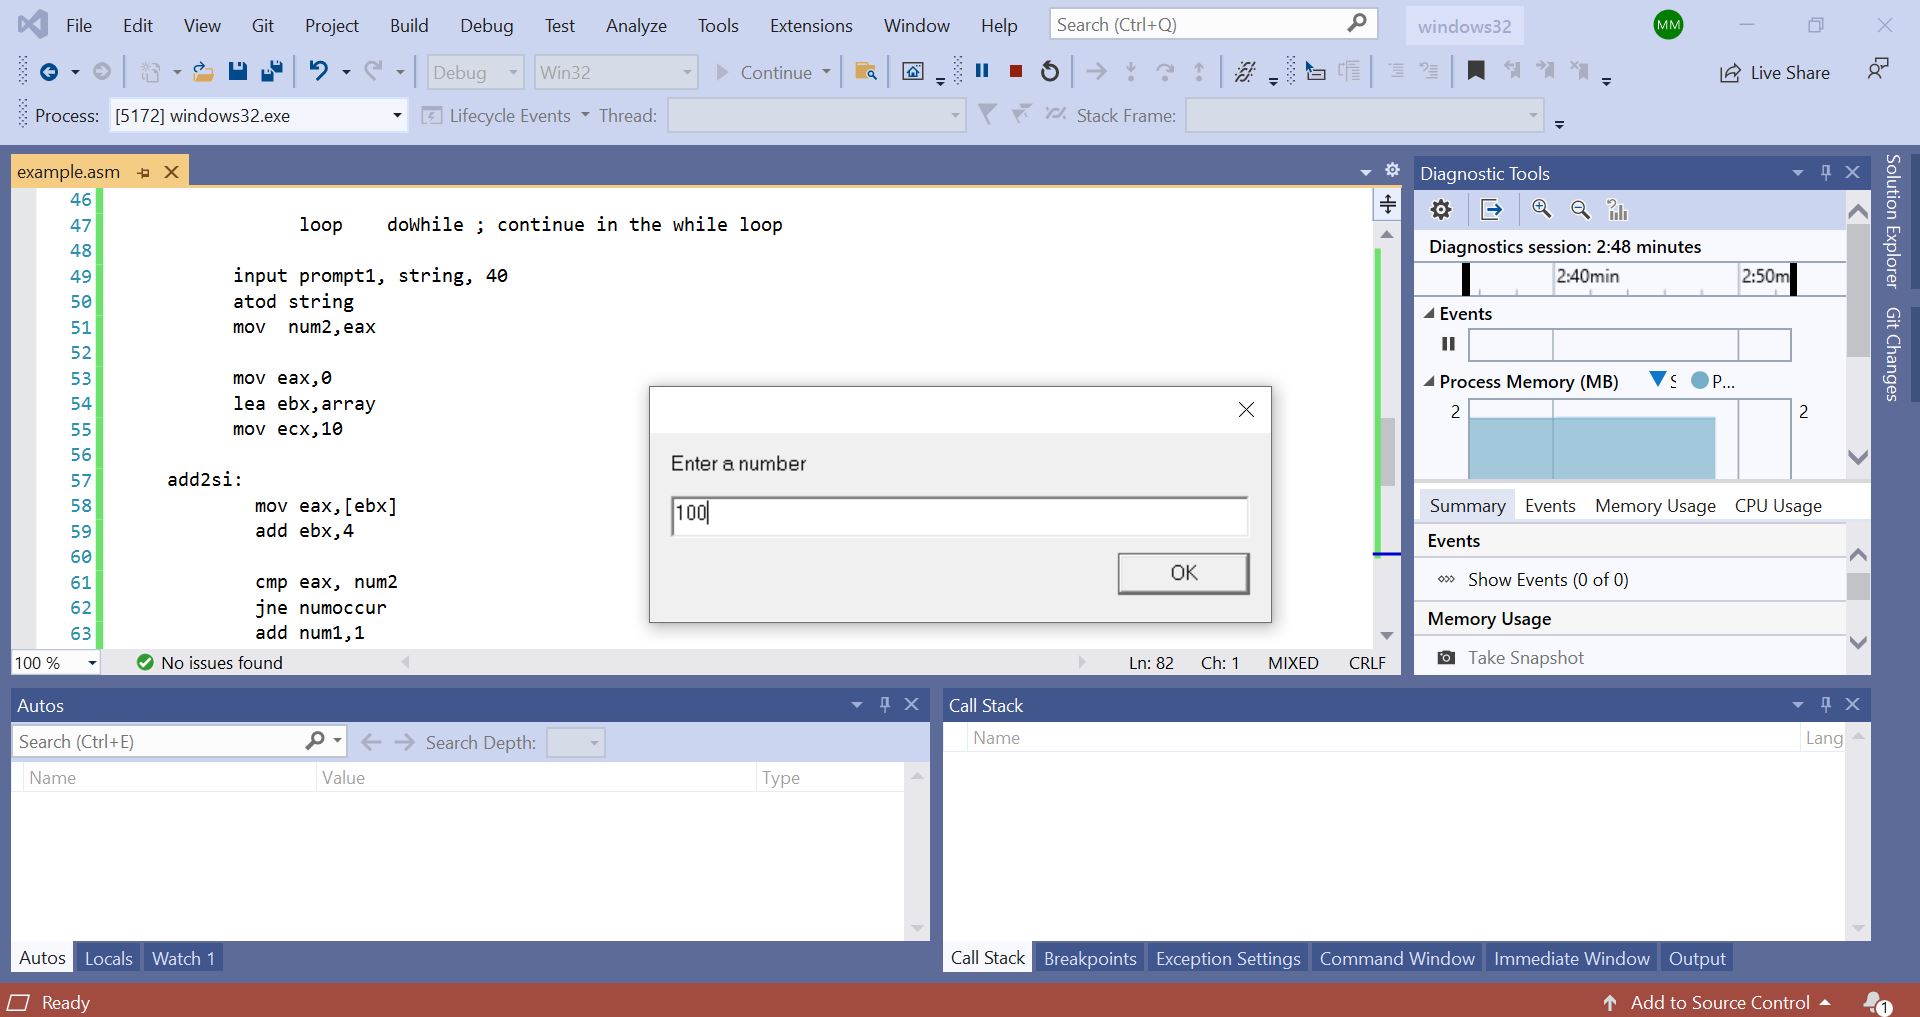 File Edit View Git Project Build Debug Test Analyze Tools Extensions Window Help Search (Ctrl+Q) windows32 MM
Debug Win32 Continue Live Share
Process: [5172] windows32.exe Lifecycle Events Thread: Stack Frame:
example.asm
46
47 loop doWhile ; continue in the while loop
48
49 input prompt1, string, 40
50 atod string
51 mov num2,eax
52
53 mov eax,0
54 lea ebx,array
55 mov ecx,10
56
57 add2si:
58 mov eax,[ebx]
59 add ebx,4
60
61 cmp eax, num2
62 jne numoccur
63 add num1,1
100 % No issues found Ln: 82 Ch: 1 MIXED CRLF
Enter a number
100
OK
Diagnostic Tools
Diagnostics session: 2:48 minutes
2:40min 2:50m
Events
Process Memory (MB) S P...
2 2
Summary Events Memory Usage CPU Usage
Events
Show Events (0 of 0)
Memory Usage
Take Snapshot
Solution Explorer
Git Changes
Autos
Search (Ctrl+E) Search Depth:
Name Value Type
Autos Locals Watch 1
Call Stack
Name Lang
Call Stack Breakpoints Exception Settings Command Window Immediate Window Output
Ready Add to Source Control 1